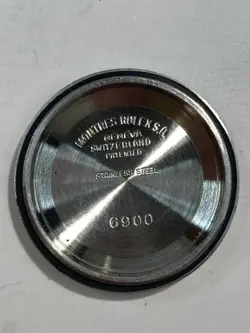 MONTRES ROLEX S.A.
GENEVA
SWITZERLAND
PATENTED
STAINLESS STEEL
6900